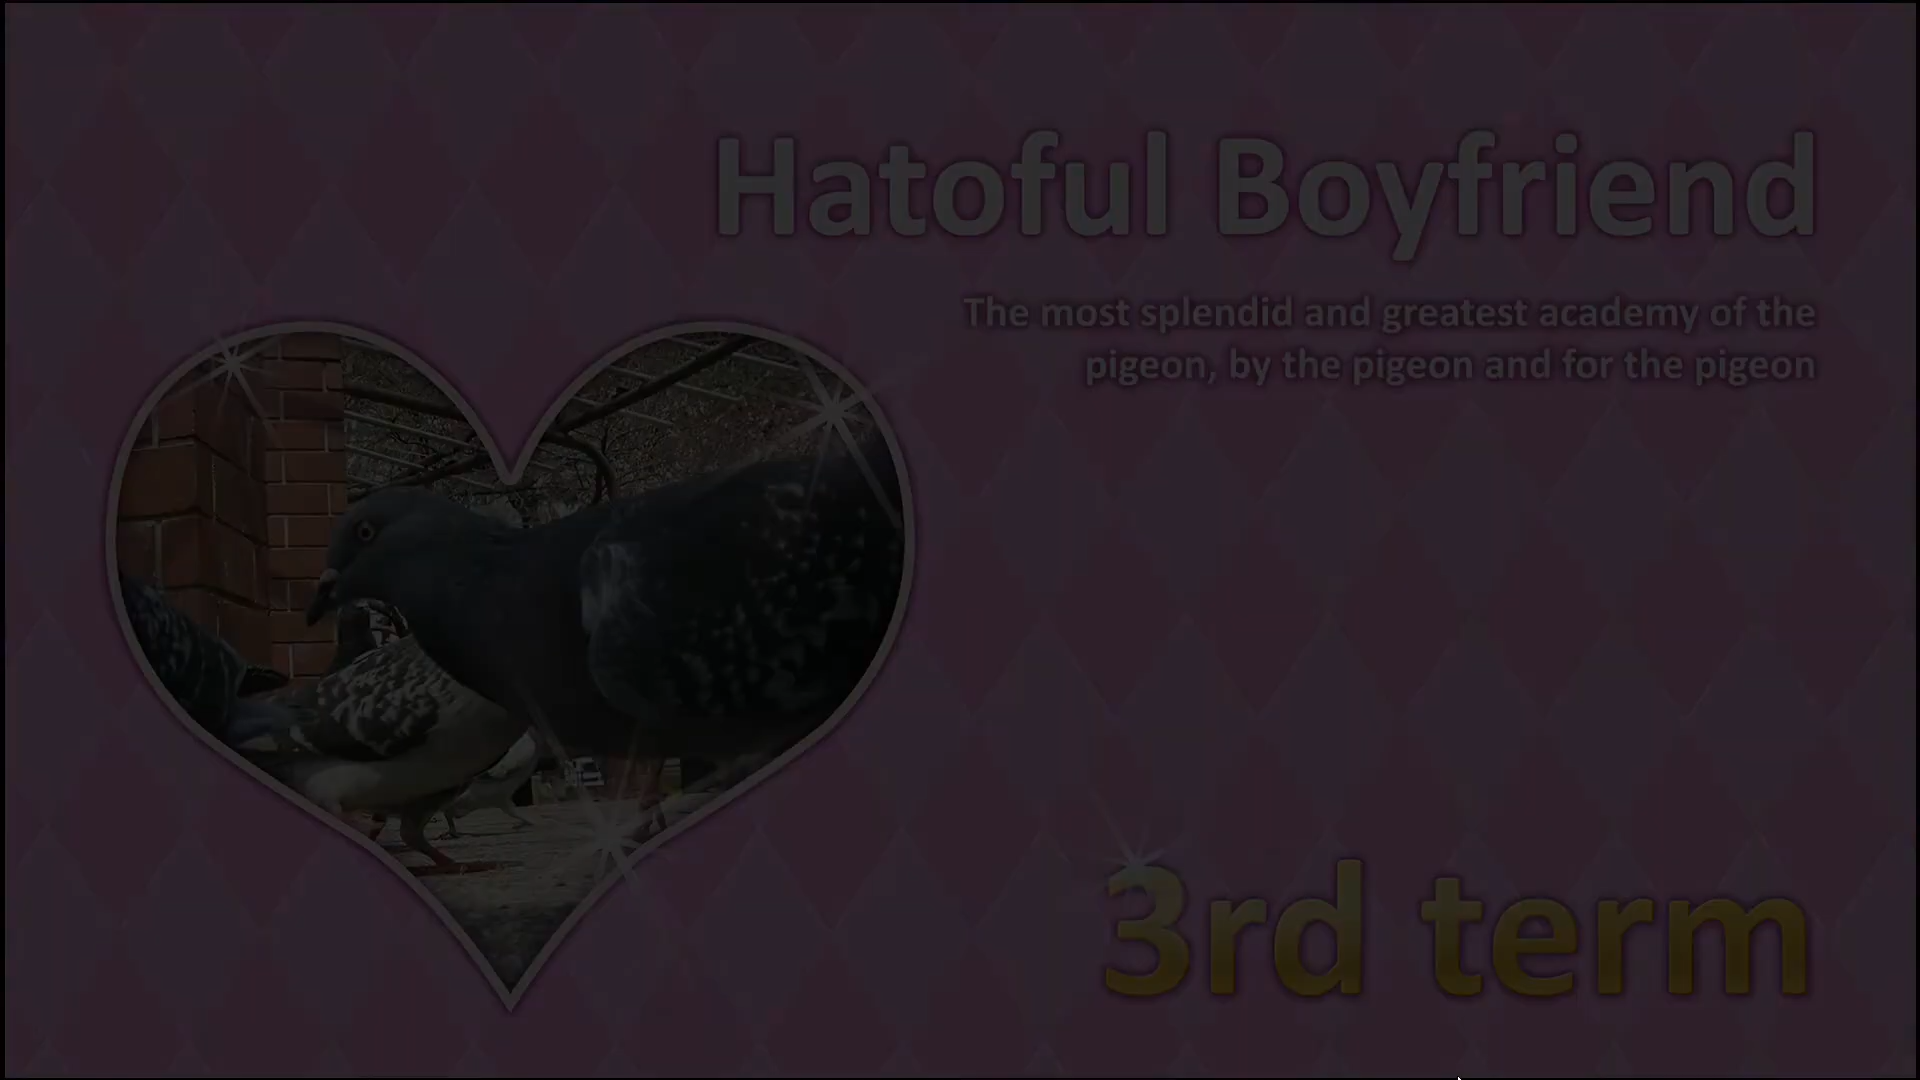 Hatoful Boyfriend
The most splendid and greatest academy of the
pigeon, by the pigeon and for the pigeon
3rd term